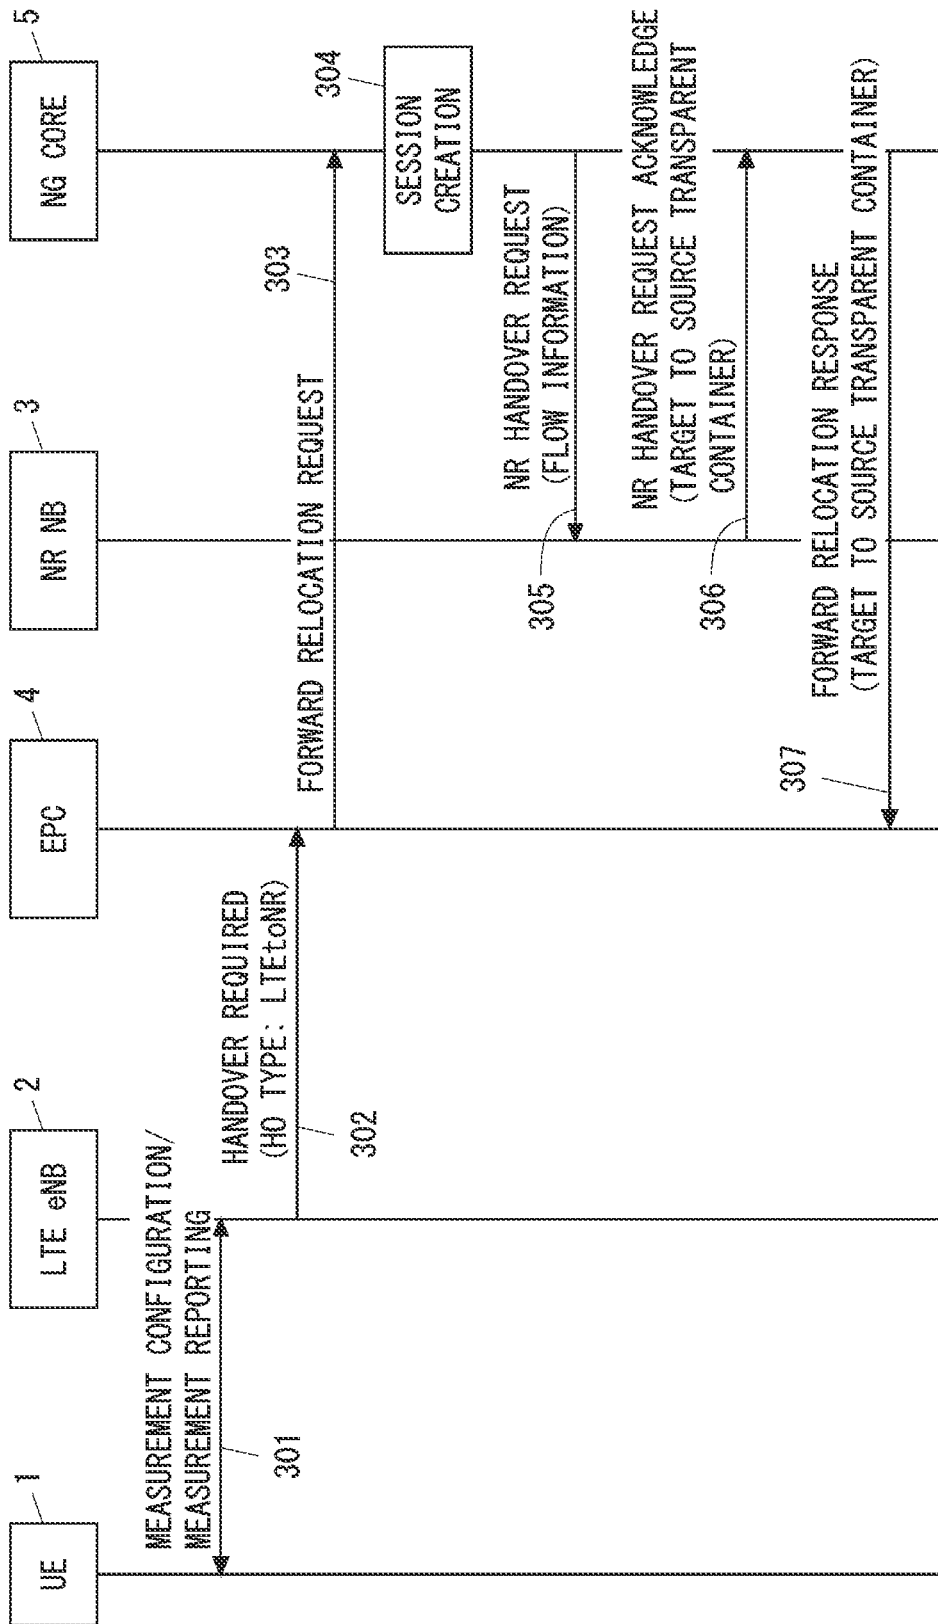 1
UE
2
LTE eNB
4
EPC
3
NR NB
5
NG CORE
MEASUREMENT CONFIGURATION/
MEASUREMENT REPORTING
301
HANDOVER REQUIRED
(HO TYPE: LTEtoNR)
302
FORWARD RELOCATION REQUEST
303
304
SESSION
CREATION
NR HANDOVER REQUEST
(FLOW INFORMATION)
305
NR HANDOVER REQUEST ACKNOWLEDGE
(TARGET TO SOURCE TRANSPARENT
CONTAINER)
306
FORWARD RELOCATION RESPONSE
(TARGET TO SOURCE TRANSPARENT CONTAINER)
307